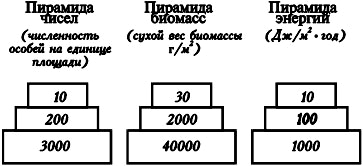 Пирамида
чисел
(численность
особей на единице
площади)
10
200
3000
Пирамида
биомасс
(сухой вес биомассы
г/м²)
30
2000
40000
Пирамида
энергий
(Дж/м² · год)
10
100
1000